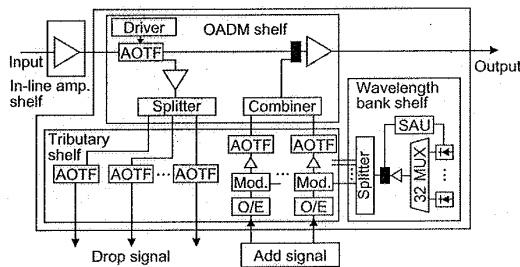 Driver
OADM shelf
AOTF
Input
Output
In-line amp.
shelf
Splitter
Combiner
Wavelength
bank shelf
Tributary
shelf
SAU
AOTF
AOTF
AOTF
AOTF
AOTF
Splitter
32 MUX
Mod.
Mod.
O/E
O/E
Drop signal
Add signal